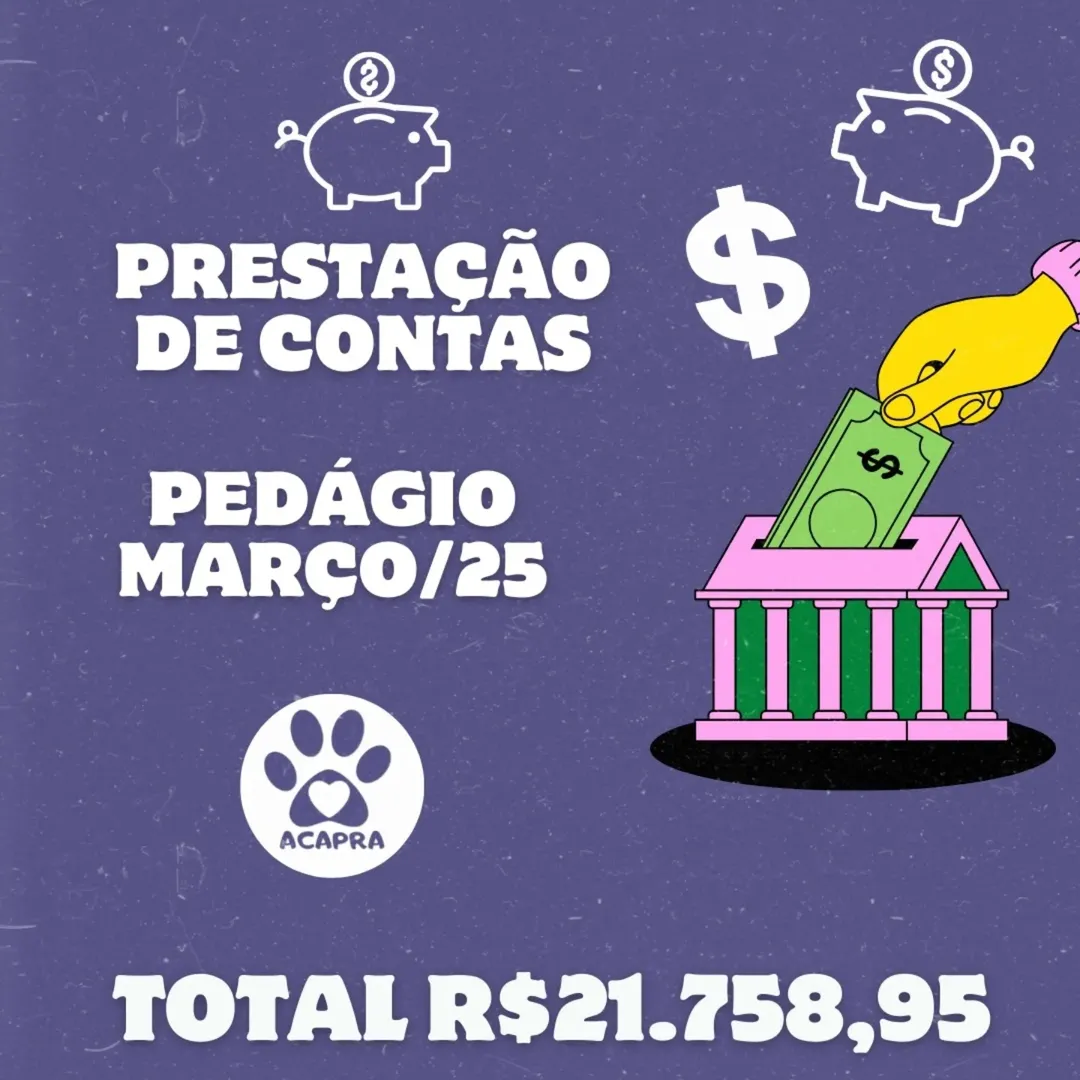 PRESTAÇÃO
DE CONTAS
$
PEDÁGIO
MARÇO/25
ACAPRA
TOTAL R$21.758,95